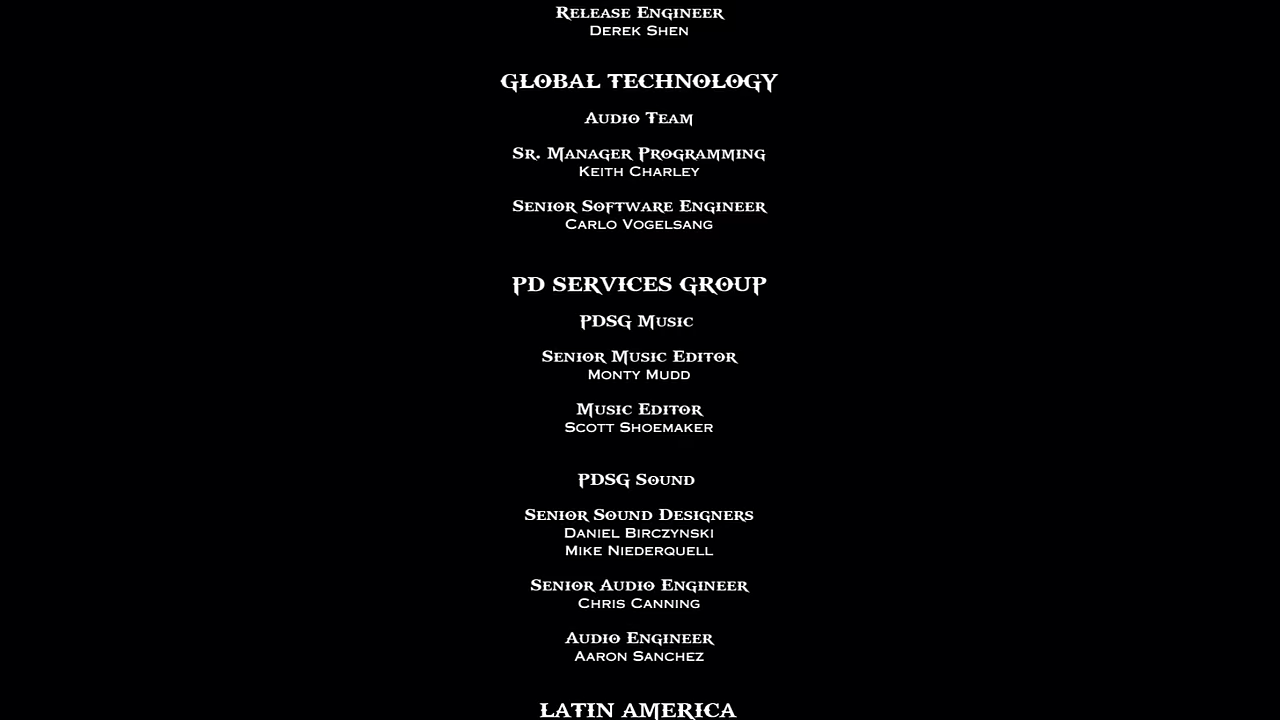 Release Engineer
Derek Shen
GLOBAL TECHNOLOGY
Audio Team
Sr. Manager Programming
Keith Charley
Senior Software Engineer
Carlo Vogelsang
PD SERVICES GROUP
PDSG Music
Senior Music Editor
Monty Mudd
Music Editor
Scott Shoemaker
PDSG Sound
Senior Sound Designers
Daniel Birczynski
Mike Niederquell
Senior Audio Engineer
Chris Canning
Audio Engineer
Aaron Sanchez
LATIN AMERICA